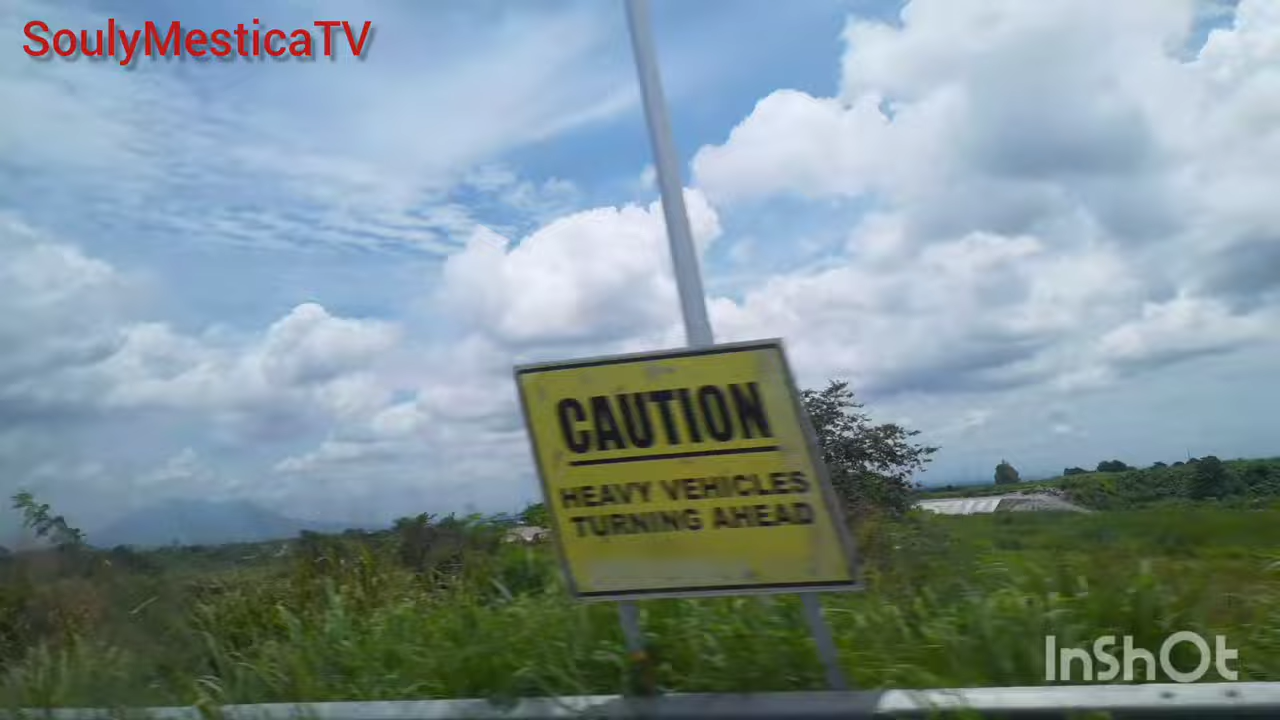 SoulyMesticaTV
CAUTION
HEAVY VEHICLES
TURNING AHEAD
InShOt